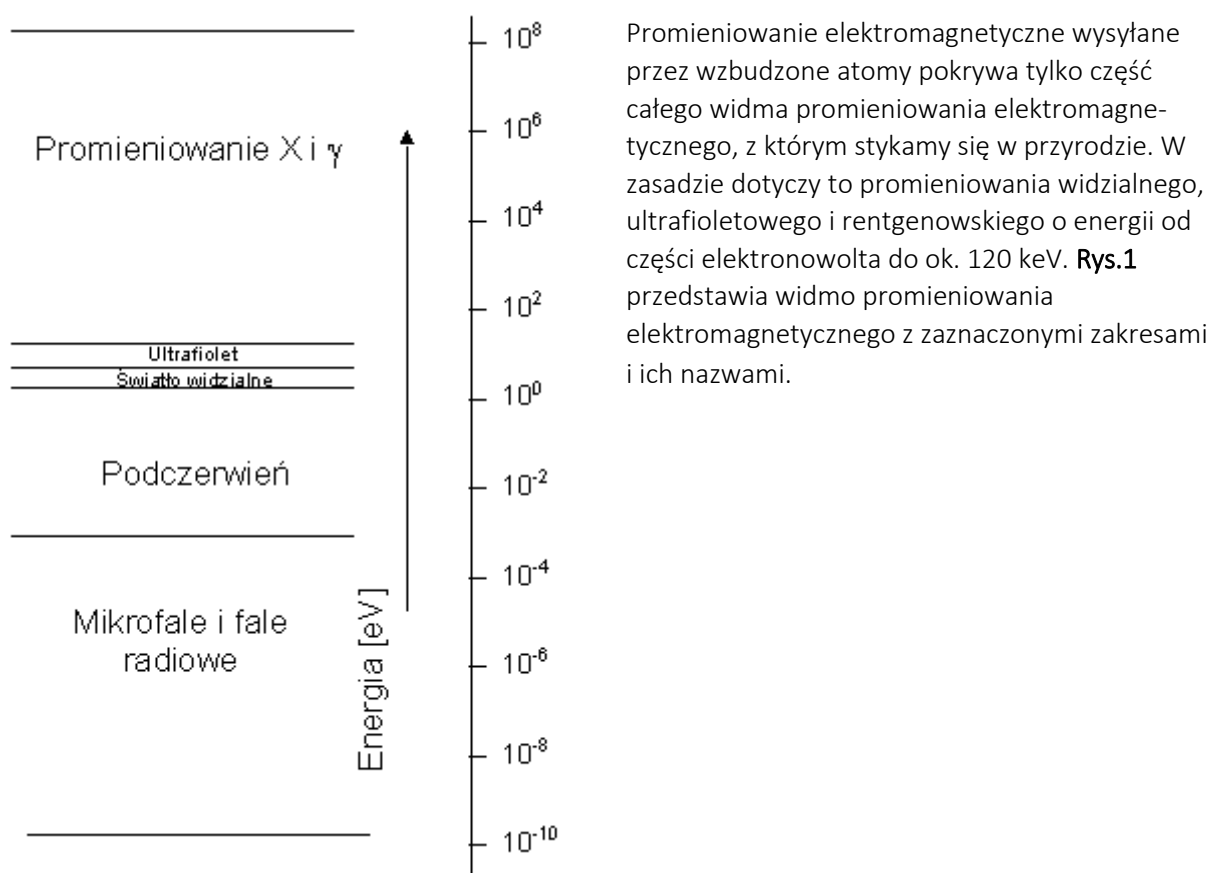 Promieniowanie X i γ
Ultrafiolet
Światło widzialne
Podczerwień
Mikrofale i fale
radiowe
Energia [eV]
10⁸
10⁶
10⁴
10²
10⁰
10⁻²
10⁻⁴
10⁻⁶
10⁻⁸
10⁻¹⁰
Promieniowanie elektromagnetyczne wysyłane
przez wzbudzone atomy pokrywa tylko część
całego widma promieniowania elektromagne-
tycznego, z którym stykamy się w przyrodzie. W
zasadzie dotyczy to promieniowania widzialnego,
ultrafioletowego i rentgenowskiego o energii od
części elektronowolta do ok. 120 keV. Rys.1
przedstawia widmo promieniowania
elektromagnetycznego z zaznaczonymi zakresami
i ich nazwami.